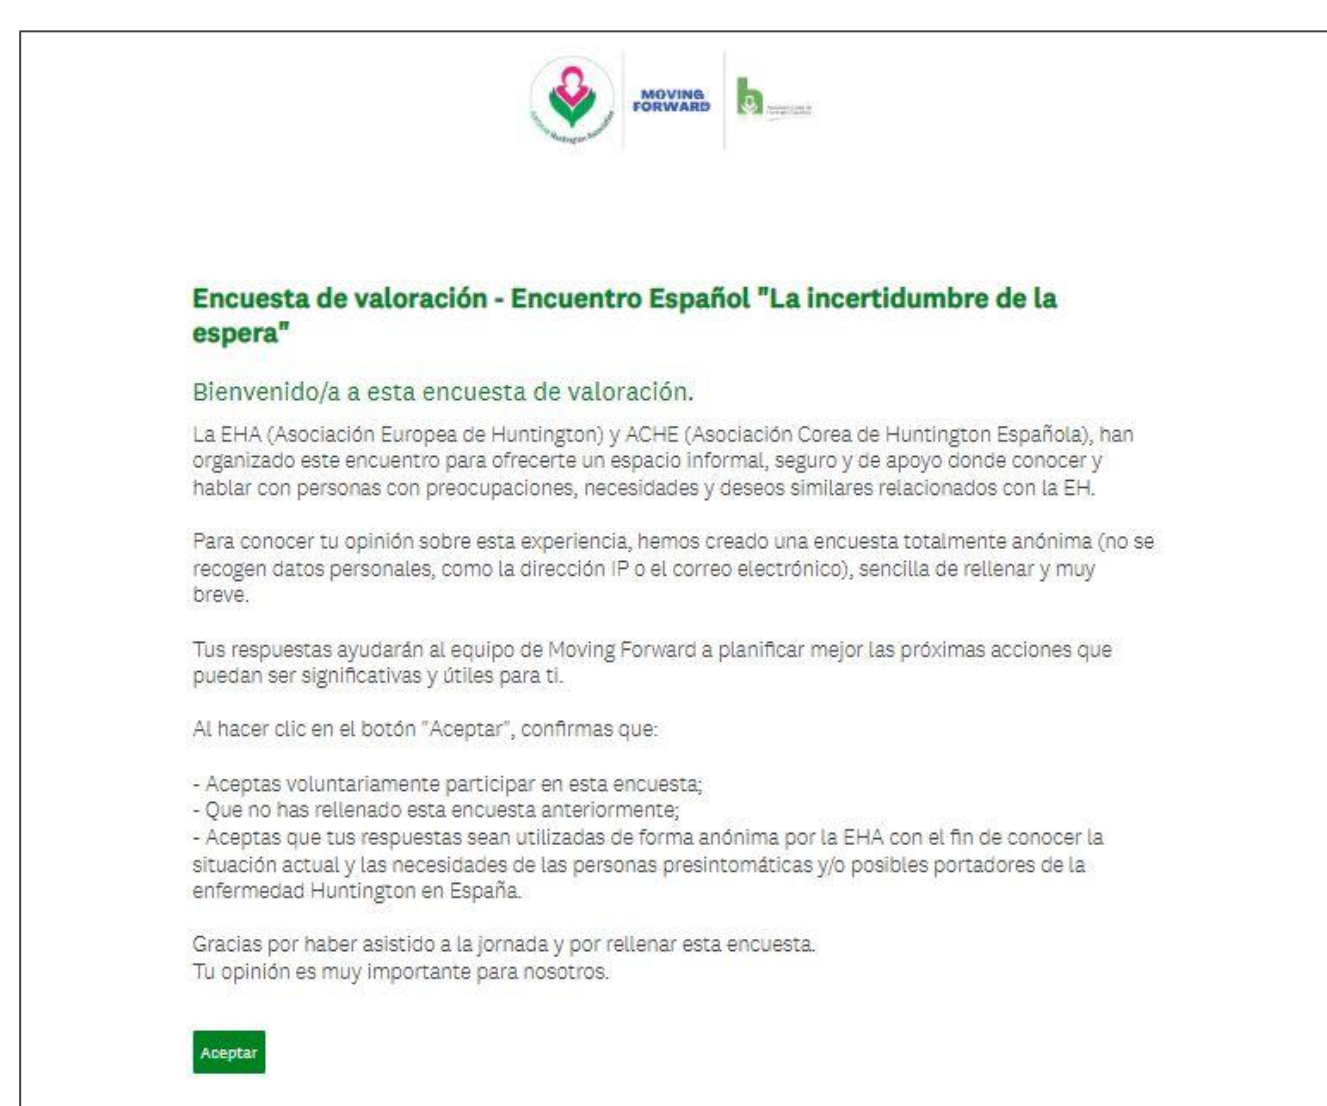 MOVING
FORWARD
Huntington Association
Encuesta de valoración - Encuentro Español "La incertidumbre de la
espera"
Bienvenido/a a esta encuesta de valoración.
La EHA (Asociación Europea de Huntington) y ACHE (Asociación Corea de Huntington Española), han
organizado este encuentro para ofrecerte un espacio informal, seguro y de apoyo donde conocer y
hablar con personas con preocupaciones, necesidades y deseos similares relacionados con la EH.
Para conocer tu opinión sobre esta experiencia, hemos creado una encuesta totalmente anónima (no se
recogen datos personales, como la dirección IP o el correo electrónico), sencilla de rellenar y muy
breve.
Tus respuestas ayudarán al equipo de Moving Forward a planificar mejor las próximas acciones que
puedan ser significativas y útiles para ti.
Al hacer clic en el botón "Aceptar", confirmas que:
- Aceptas voluntariamente participar en esta encuesta;
- Que no has rellenado esta encuesta anteriormente;
- Aceptas que tus respuestas sean utilizadas de forma anónima por la EHA con el fin de conocer la
situación actual y las necesidades de las personas presintomáticas y/o posibles portadores de la
enfermedad Huntington en España.
Gracias por haber asistido a la jornada y por rellenar esta encuesta.
Tu opinión es muy importante para nosotros.
Aceptar